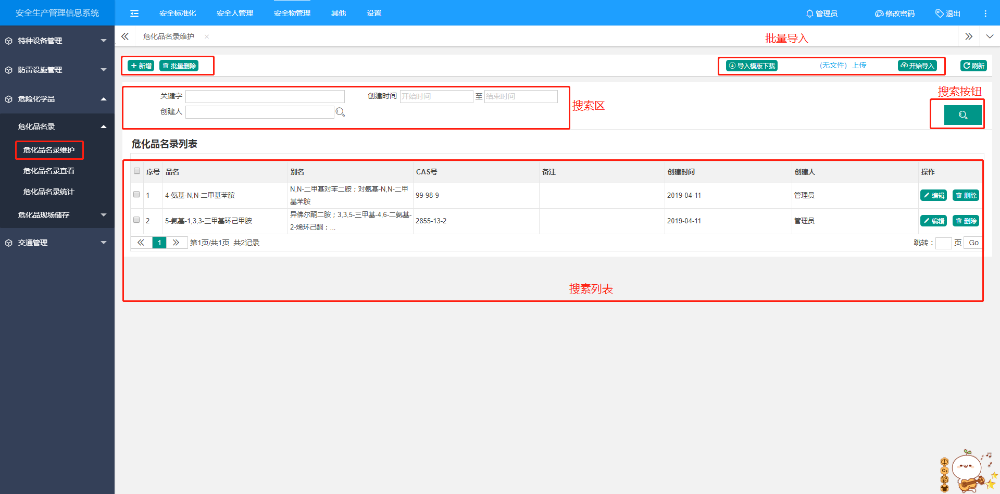 安全生产管理信息系统
安全标准化 安全人管理 安全物管理 其他 设置
管理员 修改密码 退出
特种设备管理
防雷设施管理
危险化学品
危化品名录
危化品名录维护
危化品名录查看
危化品名录统计
危化品现场储存
交通管理
危化品名录维护 ×
批量导入
新增 批量删除
导入模版下载 (无文件) 上传 开始导入 刷新
关键字 创建时间 开始时间 至 结束时间
创建人
搜索区
搜索按钮
危化品名录列表
序号 品名 别名 CAS号 备注 创建时间 创建人 操作
1 4-氨基-N,N-二甲基苯胺 N,N-二甲基对苯二胺；对氨基-N,N-二甲
基苯胺 99-98-9 2019-04-11 管理员 编辑 删除
2 5-氨基-1,3,3-三甲基环己甲胺 异佛尔酮二胺；3,3,5-三甲基-4,6-二氨基-
2-烯环己酮；... 2855-13-2 2019-04-11 管理员 编辑 删除
1 第1页/共1页 共2记录
跳转： 页 Go
搜素列表
中
简